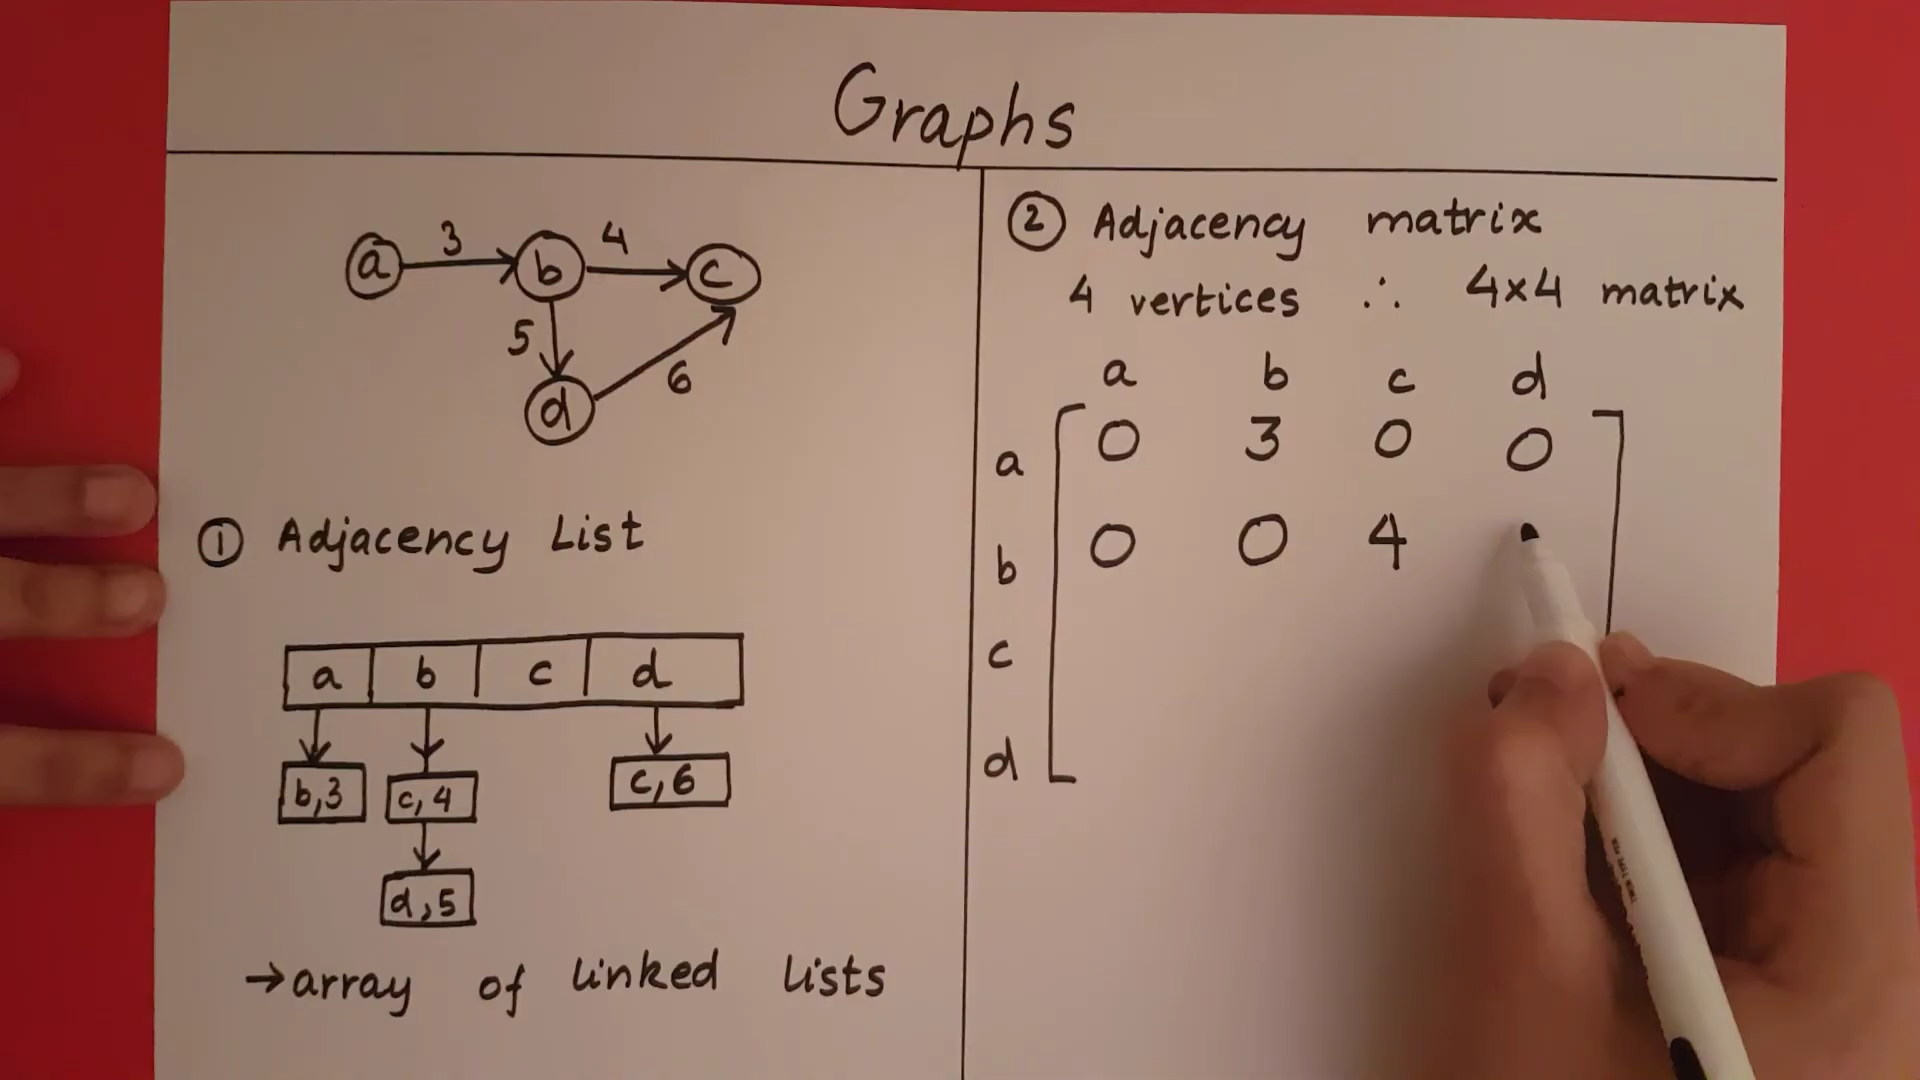 Graphs
a 3 b 4 c
5
6
d
① Adjacency List
a b c d
b,3 c,4 c,6
d,5
→array of linked lists
② Adjacency matrix
4 vertices ∴ 4x4 matrix
a b c d
a 0 3 0 0
b 0 0 4
c
d